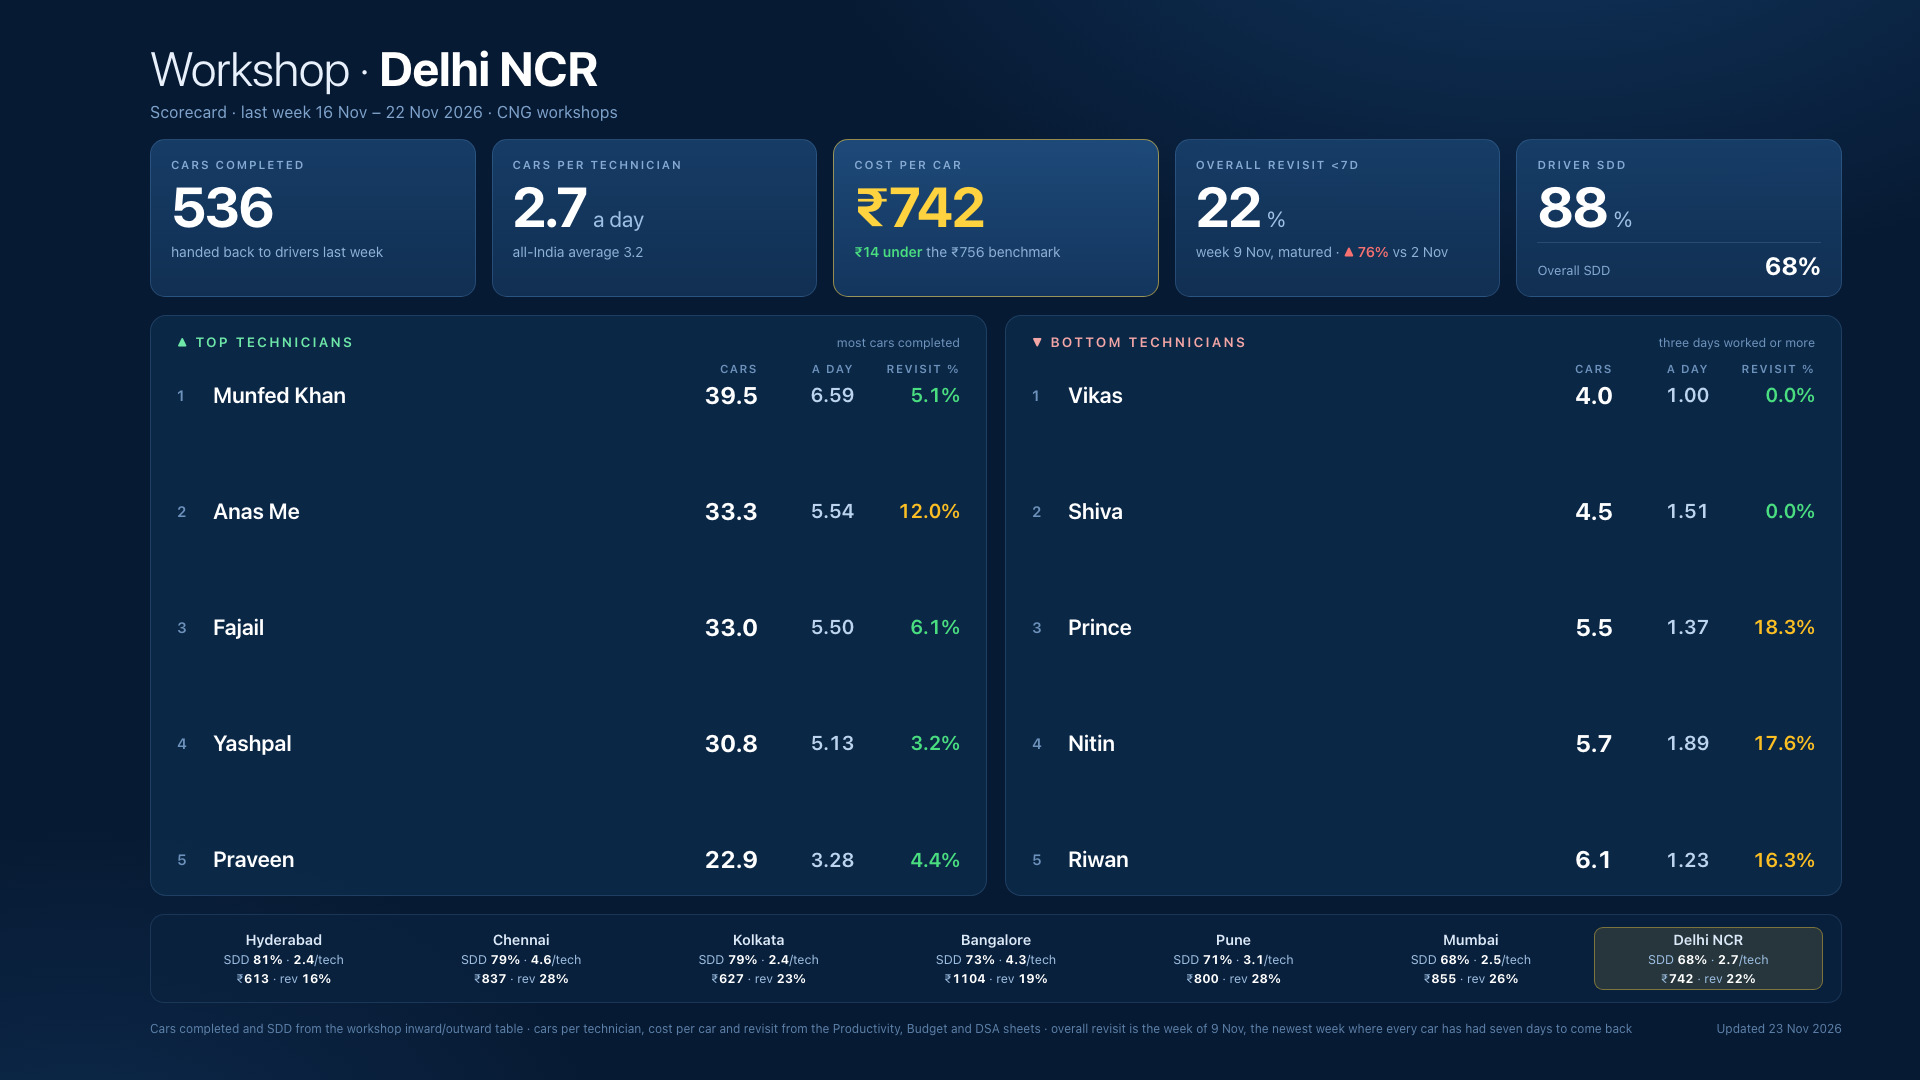 Workshop · Delhi NCR
Scorecard · last week 16 Nov – 22 Nov 2026 · CNG workshops
CARS COMPLETED
536
handed back to drivers last week
CARS PER TECHNICIAN
2.7 a day
all-India average 3.2
COST PER CAR
₹742
₹14 under the ₹756 benchmark
OVERALL REVISIT <7D
22 %
week 9 Nov, matured · ▲ 76% vs 2 Nov
DRIVER SDD
88 %
Overall SDD 68%
▲ TOP TECHNICIANS most cars completed
CARS A DAY REVISIT %
1 Munfed Khan 39.5 6.59 5.1%
2 Anas Me 33.3 5.54 12.0%
3 Fajail 33.0 5.50 6.1%
4 Yashpal 30.8 5.13 3.2%
5 Praveen 22.9 3.28 4.4%
▼ BOTTOM TECHNICIANS three days worked or more
CARS A DAY REVISIT %
1 Vikas 4.0 1.00 0.0%
2 Shiva 4.5 1.51 0.0%
3 Prince 5.5 1.37 18.3%
4 Nitin 5.7 1.89 17.6%
5 Riwan 6.1 1.23 16.3%
Hyderabad
SDD 81% · 2.4/tech
₹613 · rev 16%
Chennai
SDD 79% · 4.6/tech
₹837 · rev 28%
Kolkata
SDD 79% · 2.4/tech
₹627 · rev 23%
Bangalore
SDD 73% · 4.3/tech
₹1104 · rev 19%
Pune
SDD 71% · 3.1/tech
₹800 · rev 28%
Mumbai
SDD 68% · 2.5/tech
₹855 · rev 26%
Delhi NCR
SDD 68% · 2.7/tech
₹742 · rev 22%
Cars completed and SDD from the workshop inward/outward table · cars per technician, cost per car and revisit from the Productivity, Budget and DSA sheets · overall revisit is the week of 9 Nov, the newest week where every car has had seven days to come back
Updated 23 Nov 2026